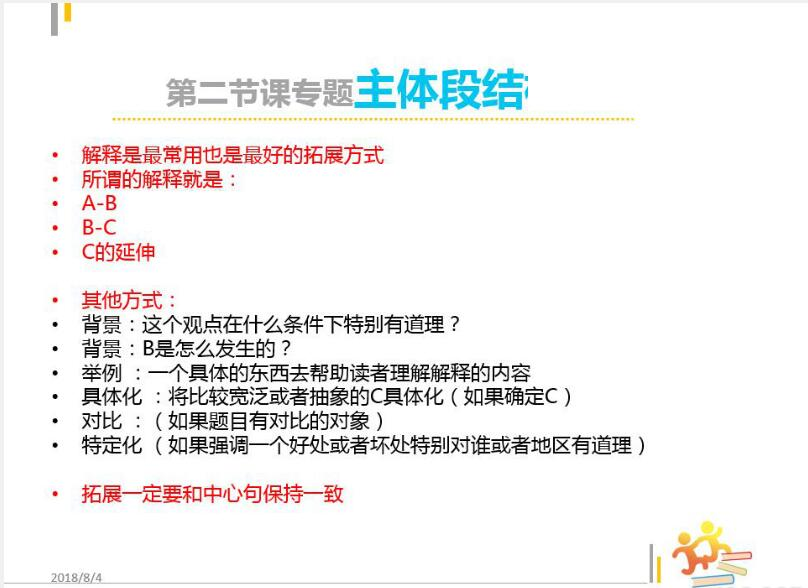 第二节课专题主体段结
• 解释是最常用也是最好的拓展方式
• 所谓的解释就是：
• A-B
• B-C
• C的延伸
• 其他方式：
• 背景：这个观点在什么条件下特别有道理？
• 背景：B是怎么发生的？
• 举例 ：一个具体的东西去帮助读者理解解释的内容
• 具体化 ：将比较宽泛或者抽象的C具体化（如果确定C）
• 对比 ：（如果题目有对比的对象）
• 特定化 （如果强调一个好处或者坏处特别对谁或者地区有道理）
• 拓展一定要和中心句保持一致
2018/8/4